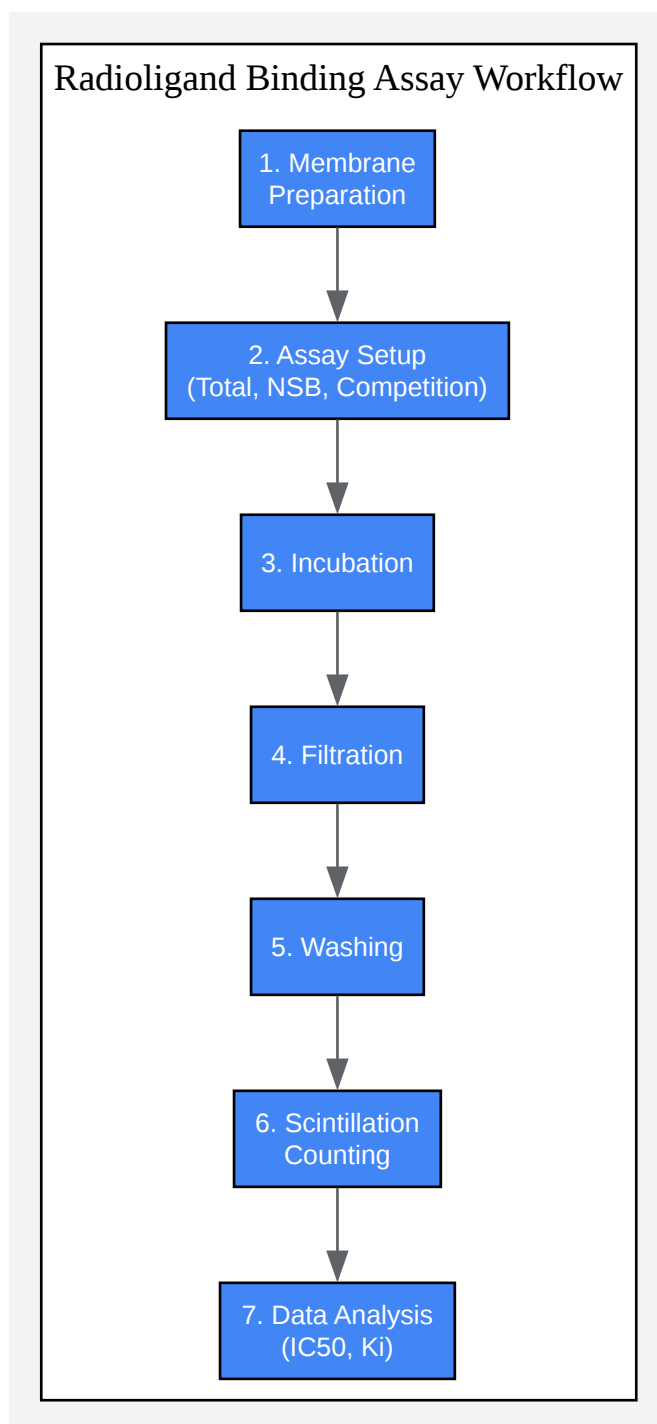 Radioligand Binding Assay Workflow
1. Membrane
Preparation
2. Assay Setup
(Total, NSB, Competition)
3. Incubation
4. Filtration
5. Washing
6. Scintillation
Counting
7. Data Analysis
(IC50, Ki)